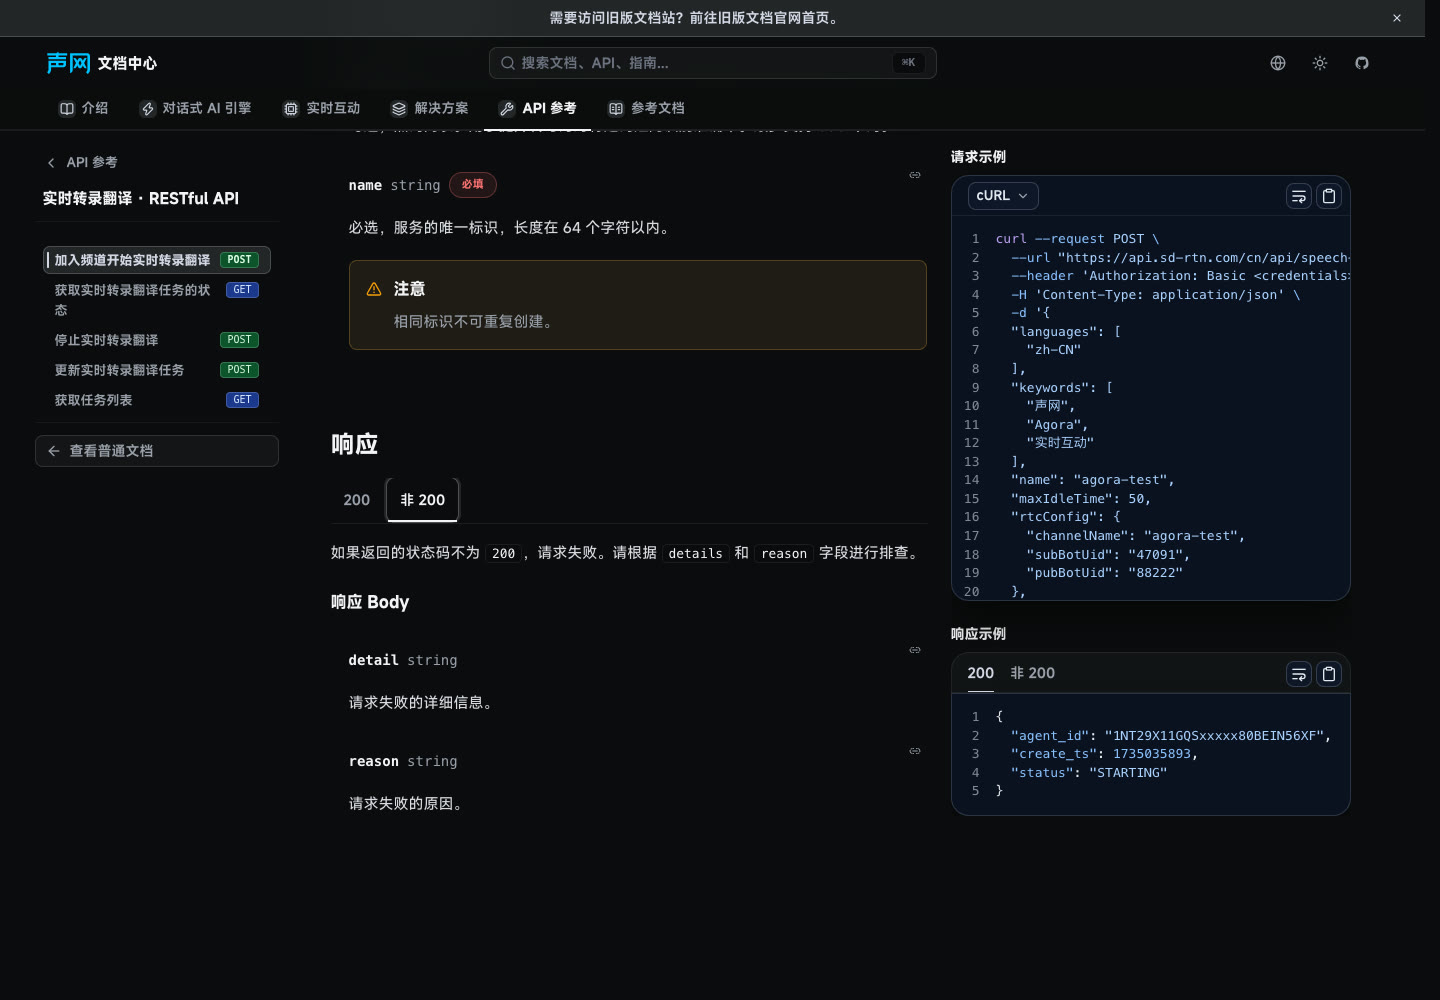 需要访问旧版文档站？前往旧版文档官网首页。
声网 文档中心
搜索文档、API、指南...
⌘K
介绍
对话式 AI 引擎
实时互动
解决方案
API 参考
参考文档
API 参考
实时转录翻译 · RESTful API
加入频道开始实时转录翻译 POST
获取实时转录翻译任务的状 GET
态
停止实时转录翻译 POST
更新实时转录翻译任务 POST
获取任务列表 GET
查看普通文档
name string 必填
必选，服务的唯一标识，长度在 64 个字符以内。
注意
相同标识不可重复创建。
响应
200 非 200
如果返回的状态码不为 200 ，请求失败。请根据 details 和 reason 字段进行排查。
响应 Body
detail string
请求失败的详细信息。
reason string
请求失败的原因。
请求示例
cURL
1 curl --request POST \
2 --url "https://api.sd-rtn.com/cn/api/speech-
3 --header 'Authorization: Basic <credentials>
4 -H 'Content-Type: application/json' \
5 -d '{
6 "languages": [
7 "zh-CN"
8 ],
9 "keywords": [
10 "声网",
11 "Agora",
12 "实时互动"
13 ],
14 "name": "agora-test",
15 "maxIdleTime": 50,
16 "rtcConfig": {
17 "channelName": "agora-test",
18 "subBotUid": "47091",
19 "pubBotUid": "88222"
20 },
响应示例
200 非 200
1 {
2 "agent_id": "1NT29X11GQSxxxxx80BEIN56XF",
3 "create_ts": 1735035893,
4 "status": "STARTING"
5 }